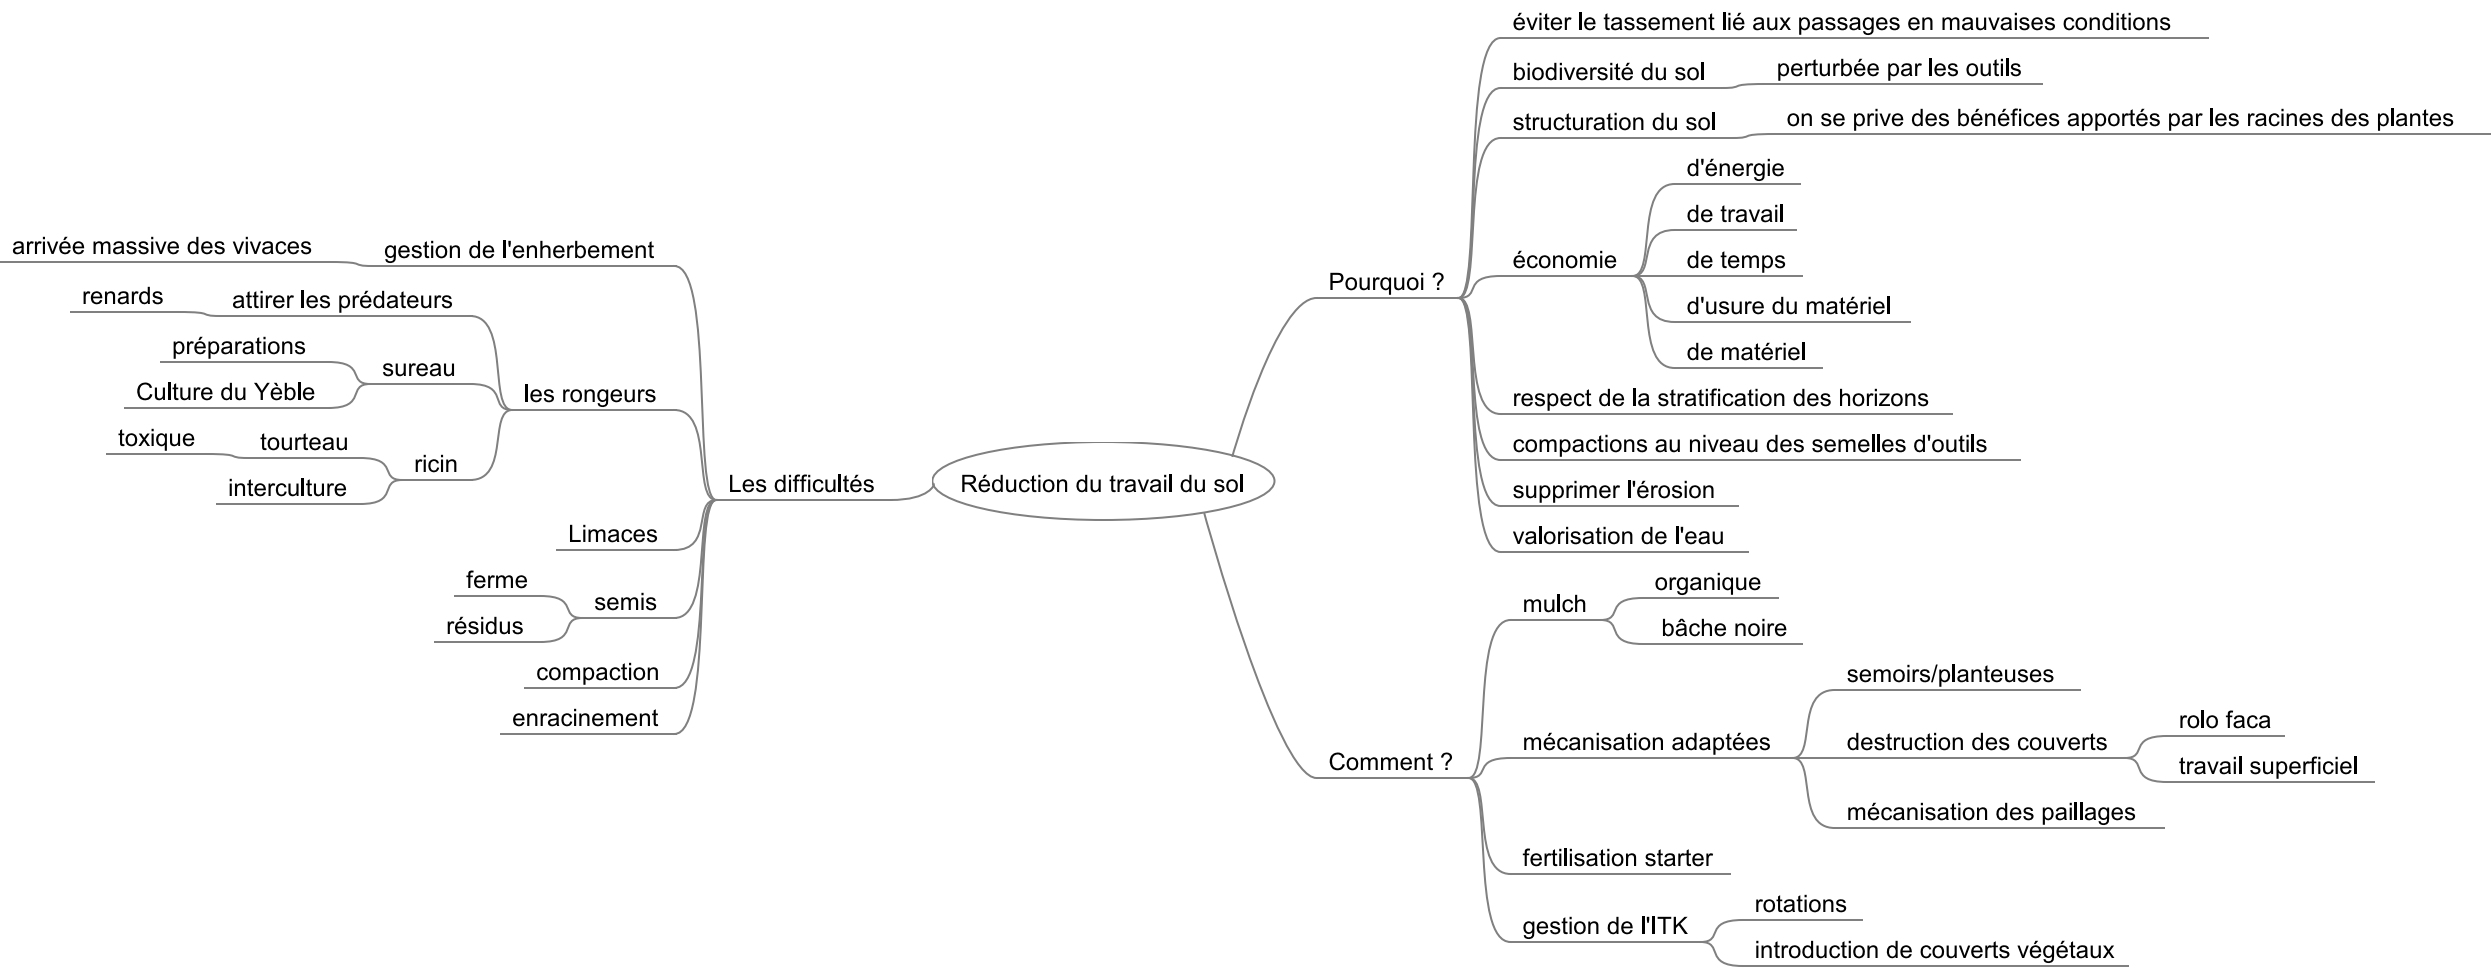 Réduction du travail du sol
Pourquoi ?
éviter le tassement lié aux passages en mauvaises conditions
biodiversité du sol
perturbée par les outils
structuration du sol
on se prive des bénéfices apportés par les racines des plantes
économie
d'énergie
de travail
de temps
d'usure du matériel
de matériel
respect de la stratification des horizons
compactions au niveau des semelles d'outils
supprimer l'érosion
valorisation de l'eau
Comment ?
mulch
organique
bâche noire
mécanisation adaptées
semoirs/planteuses
destruction des couverts
rolo faca
travail superficiel
mécanisation des paillages
fertilisation starter
gestion de l'ITK
rotations
introduction de couverts végétaux
Les difficultés
gestion de l'enherbement
arrivée massive des vivaces
les rongeurs
attirer les prédateurs
renards
sureau
préparations
Culture du Yèble
ricin
tourteau
toxique
interculture
Limaces
semis
ferme
résidus
compaction
enracinement